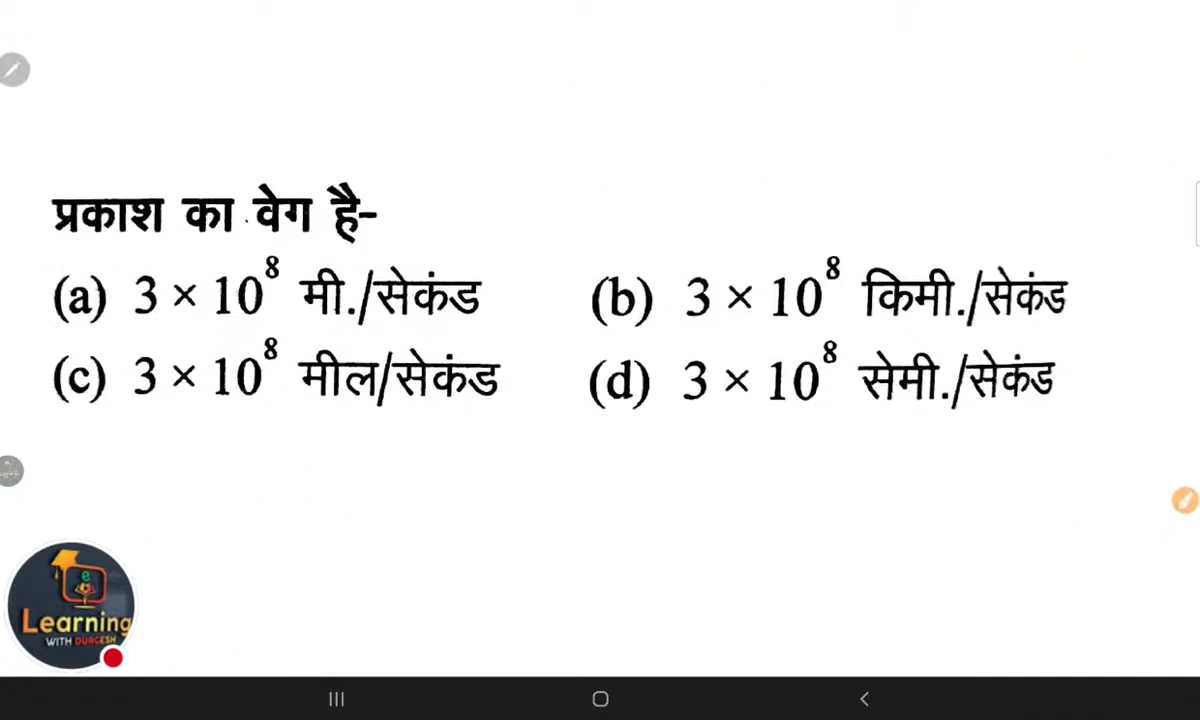 प्रकाश का वेग है-
(a) 3 × 10⁸ मी./सेकंड (b) 3 × 10⁸ किमी./सेकंड
(c) 3 × 10⁸ मील/सेकंड (d) 3 × 10⁸ सेमी./सेकंड
e
Learning
WITH DURGESH